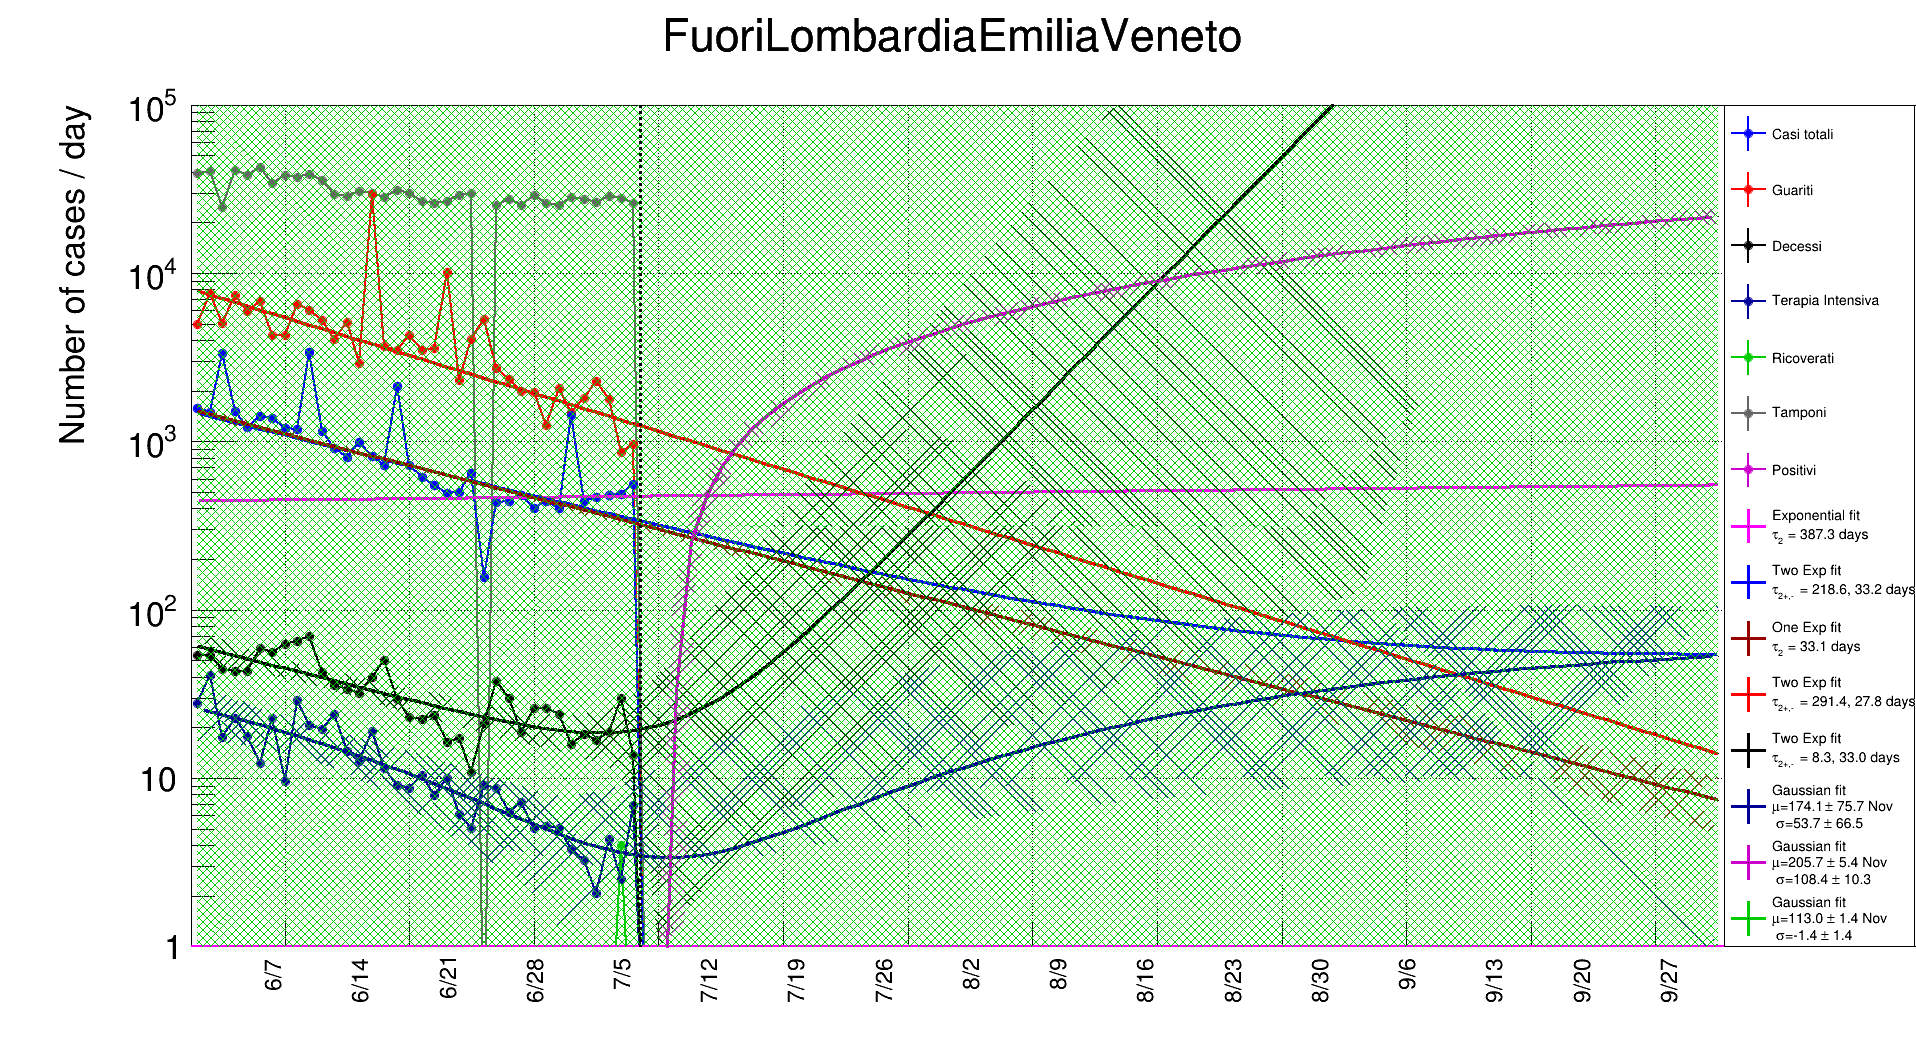 FuoriLombardiaEmiliaVeneto
Number of cases / day
10^5
10^4
10^3
10^2
10
1
6/7
6/14
6/21
6/28
7/5
7/12
7/19
7/26
8/2
8/9
8/16
8/23
8/30
9/6
9/13
9/20
9/27
Casi totali
Guariti
Decessi
Terapia Intensiva
Ricoverati
Tamponi
Positivi
Exponential fit
τ2 = 387.3 days
Two Exp fit
τ2+,- = 218.6, 33.2 days
One Exp fit
τ2 = 33.1 days
Two Exp fit
τ2+,- = 291.4, 27.8 days
Two Exp fit
τ2+,- = 8.3, 33.0 days
Gaussian fit
μ=174.1 ± 75.7 Nov
σ=53.7 ± 66.5
Gaussian fit
μ=205.7 ± 5.4 Nov
σ=108.4 ± 10.3
Gaussian fit
μ=113.0 ± 1.4 Nov
σ=-1.4 ± 1.4